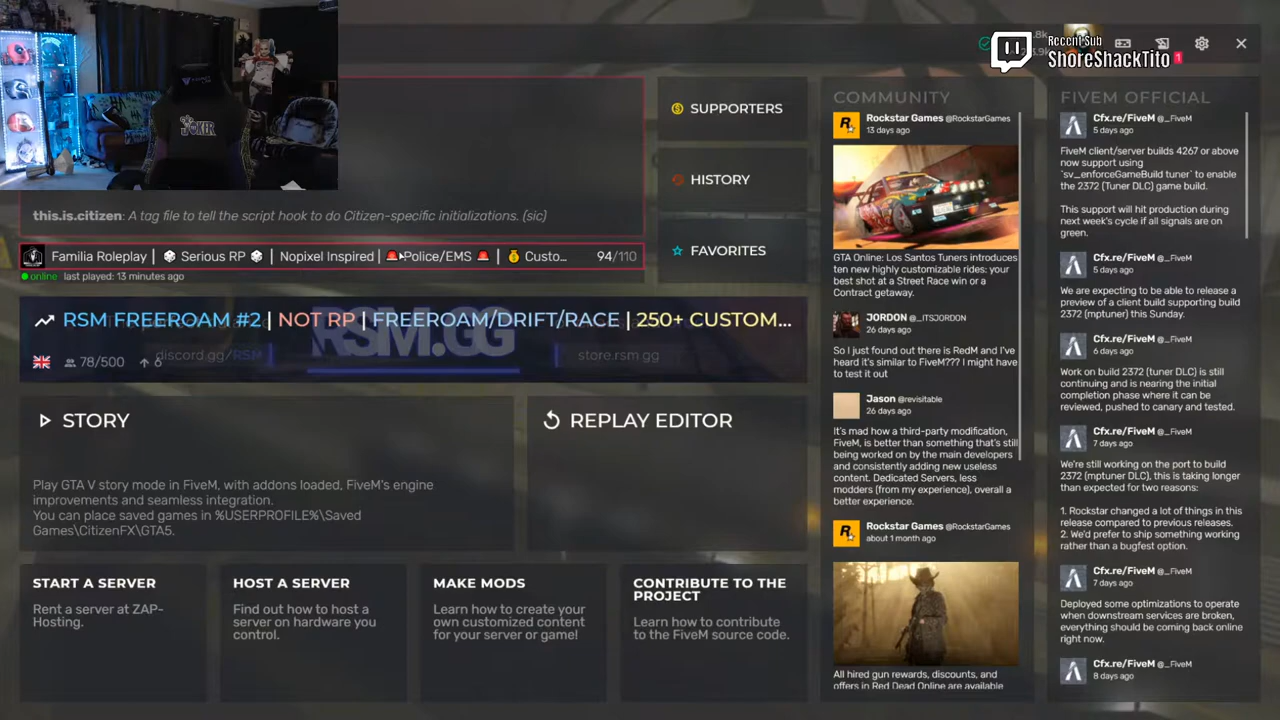 Recent Sub
ShoreShackTito
1
JOKER
this.is.citizen: A tag file to tell the script hook to do Citizen-specific initializations. (sic)
Familia Roleplay | 🎲 Serious RP 🎲 | Nopixel Inspired | 🚨Police/EMS 🚨 | 💰 Custo... 94/110
online last played: 13 minutes ago
RSM FREEROAM #2 | NOT RP | FREEROAM/DRIFT/RACE | 250+ CUSTOM...
discord.gg/RSM
RSM.GG
store.rsm.gg
78/500
6
STORY
Play GTA V story mode in FiveM, with addons loaded, FiveM's engine
improvements and seamless integration.
You can place saved games in %USERPROFILE%\Saved
Games\CitizenFX\GTA5.
REPLAY EDITOR
START A SERVER
Rent a server at ZAP-
Hosting.
HOST A SERVER
Find out how to host a
server on hardware you
control.
MAKE MODS
Learn how to create your
own customized content
for your server or game!
CONTRIBUTE TO THE
PROJECT
Learn how to contribute
to the FiveM source code.
SUPPORTERS
HISTORY
FAVORITES
COMMUNITY
Rockstar Games @RockstarGames
13 days ago
GTA Online: Los Santos Tuners introduces
ten new highly customizable rides: your
best shot at a Street Race win or a
Contract getaway.
JORDON @_ITSJORDON
26 days ago
So I just found out there is RedM and I've
heard it's similar to FiveM??? I might have
to test it out
Jason @revisitable
26 days ago
It's mad how a third-party modification,
FiveM, is better than something that's still
being worked on by the main developers
and consistently adding new useless
content. Dedicated Servers, less
modders (from my experience), overall a
better experience.
Rockstar Games @RockstarGames
about 1 month ago
All hired gun rewards, discounts, and
offers in Red Dead Online are available
FIVEM OFFICIAL
Cfx.re/FiveM @_FiveM
5 days ago
FiveM client/server builds 4267 or above
now support using
`sv_enforceGameBuild tuner` to enable
the 2372 (Tuner DLC) game build.
This support will hit production during
next week's cycle if all signals are on
green.
Cfx.re/FiveM @_FiveM
5 days ago
We are expecting to be able to release a
preview of a client build supporting build
2372 (mptuner) this Sunday.
Cfx.re/FiveM @_FiveM
6 days ago
Work on build 2372 (tuner DLC) is still
continuing and is nearing the initial
completion phase where it can be
reviewed, pushed to canary and tested.
Cfx.re/FiveM @_FiveM
7 days ago
We're still working on the port to build
2372 (mptuner DLC), this is taking longer
than expected for two reasons:
1. Rockstar changed a lot of things in this
release compared to previous releases.
2. We'd prefer to ship something working
rather than a bugfest option.
Cfx.re/FiveM @_FiveM
7 days ago
Deployed some optimizations to operate
when downstream services are broken,
everything should be coming back online
right now.
Cfx.re/FiveM @_FiveM
8 days ago